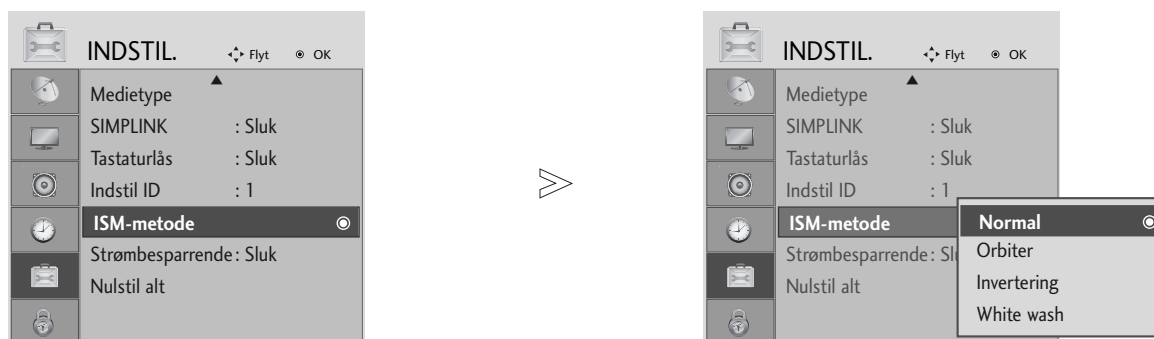 INDSTIL. Flyt OK
Medietype
SIMPLINK : Sluk
Tastaturlås : Sluk
Indstil ID : 1
ISM-metode
Strømbesparrende: Sluk
Nulstil alt
INDSTIL. Flyt OK
Medietype
SIMPLINK : Sluk
Tastaturlås : Sluk
Indstil ID : 1
ISM-metode
Strømbesparrende: Sl
Nulstil alt
Normal
Orbiter
Invertering
White wash